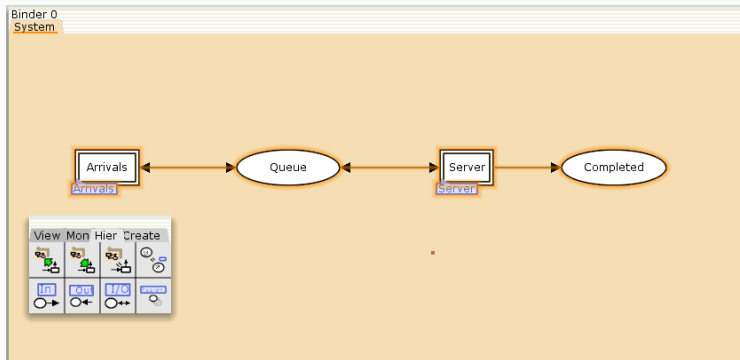 Binder 0
System
Arrivals
Queue
Server
Completed
Arrivals
Server
View Mon Hier Create
In
Out
I/O